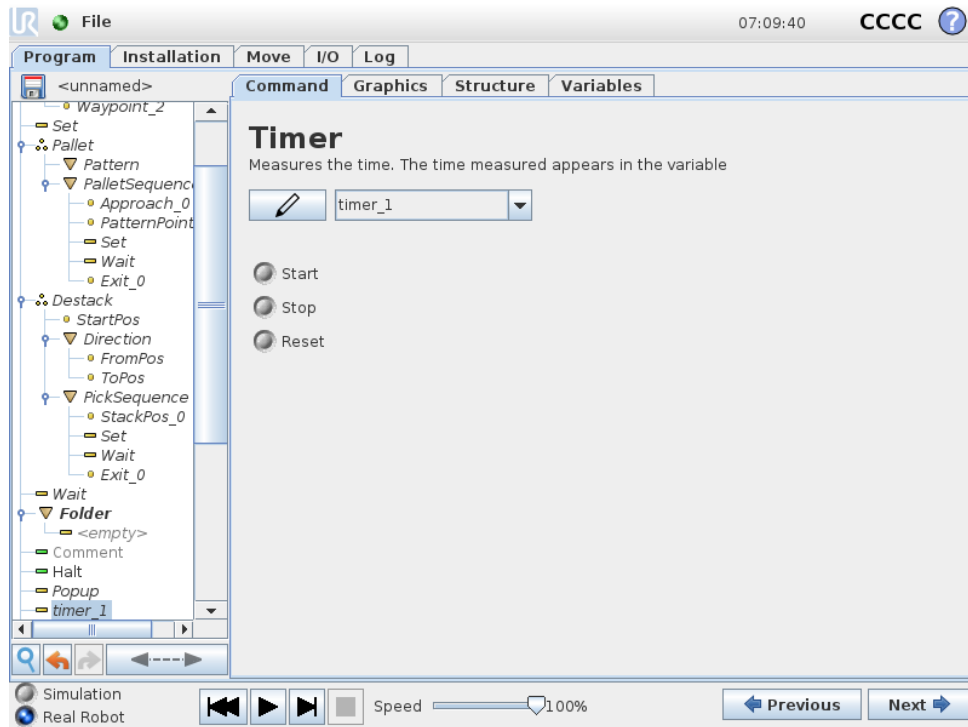 UR File 07:09:40 CCCC ?
Program Installation Move I/O Log
<unnamed> Command Graphics Structure Variables
Waypoint_2
Set
Pallet
Pattern
PalletSequenc
Approach_0
PatternPoint
Set
Wait
Exit_0
Destack
StartPos
Direction
FromPos
ToPos
PickSequence
StackPos_0
Set
Wait
Exit_0
Wait
Folder
<empty>
Comment
Halt
Popup
timer_1
Timer
Measures the time. The time measured appears in the variable
timer_1
Start
Stop
Reset
Simulation
Real Robot
Speed 100%
Previous Next